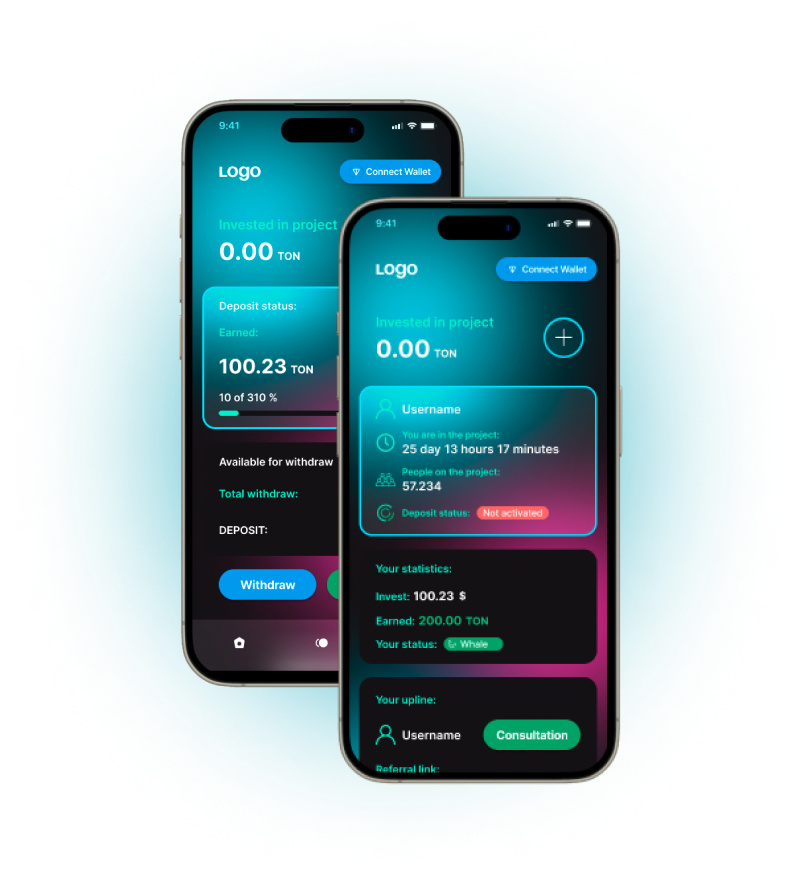 9:41
LOGO
Connect Wallet
Invested in project
0.00 TON
Deposit status:
Earned:
100.23 TON
10 of 310 %
Available for withdraw
Total withdraw:
DEPOSIT:
Withdraw
9:41
LOGO
Connect Wallet
Invested in project
0.00 TON
Username
You are in the project:
25 day 13 hours 17 minutes
People on the project:
57.234
Deposit status: Not activated
Your statistics:
Invest: 100.23 $
Earned: 200.00 TON
Your status: Whale
Your upline:
Username
Consultation
Referral link: